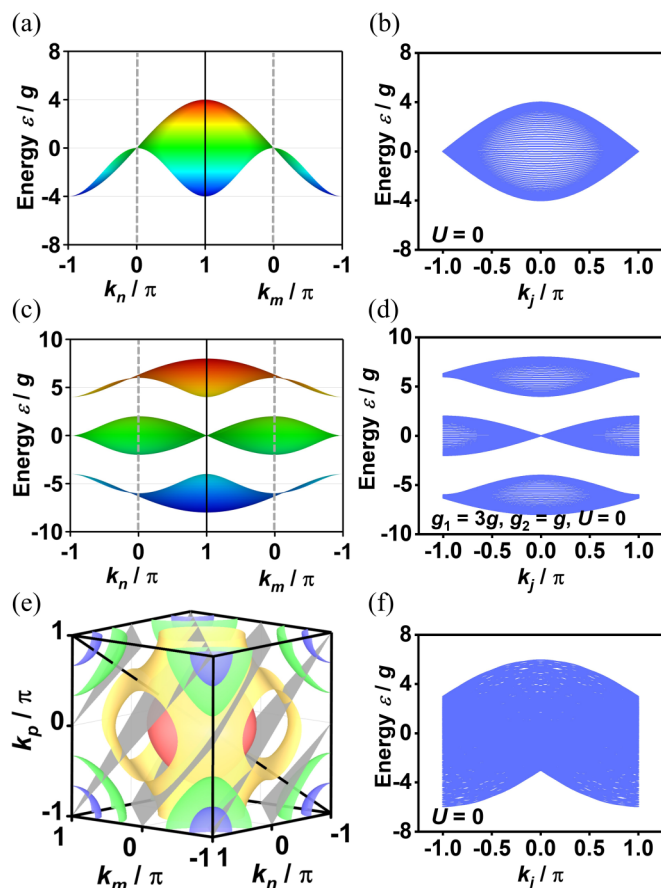 (a)
8
4
0
-4
-8
Energy ε / g
-1 0 1 0 -1
k_n / π k_m / π
(b)
8
4
0
-4
-8
Energy ε / g
U = 0
-1.0 -0.5 0.0 0.5 1.0
k_j / π
(c)
10
5
0
-5
-10
Energy ε / g
-1 0 1 0 -1
k_n / π k_m / π
(d)
10
5
0
-5
-10
Energy ε / g
g_1 = 3g, g_2 = g, U = 0
-1.0 -0.5 0.0 0.5 1.0
k_j / π
(e)
1
0
-1
k_p / π
1 0 -1 1 0 -1
k_m / π k_n / π
(f)
8
4
0
-4
-8
Energy ε / g
U = 0
-1.0 -0.5 0.0 0.5 1.0
k_j / π